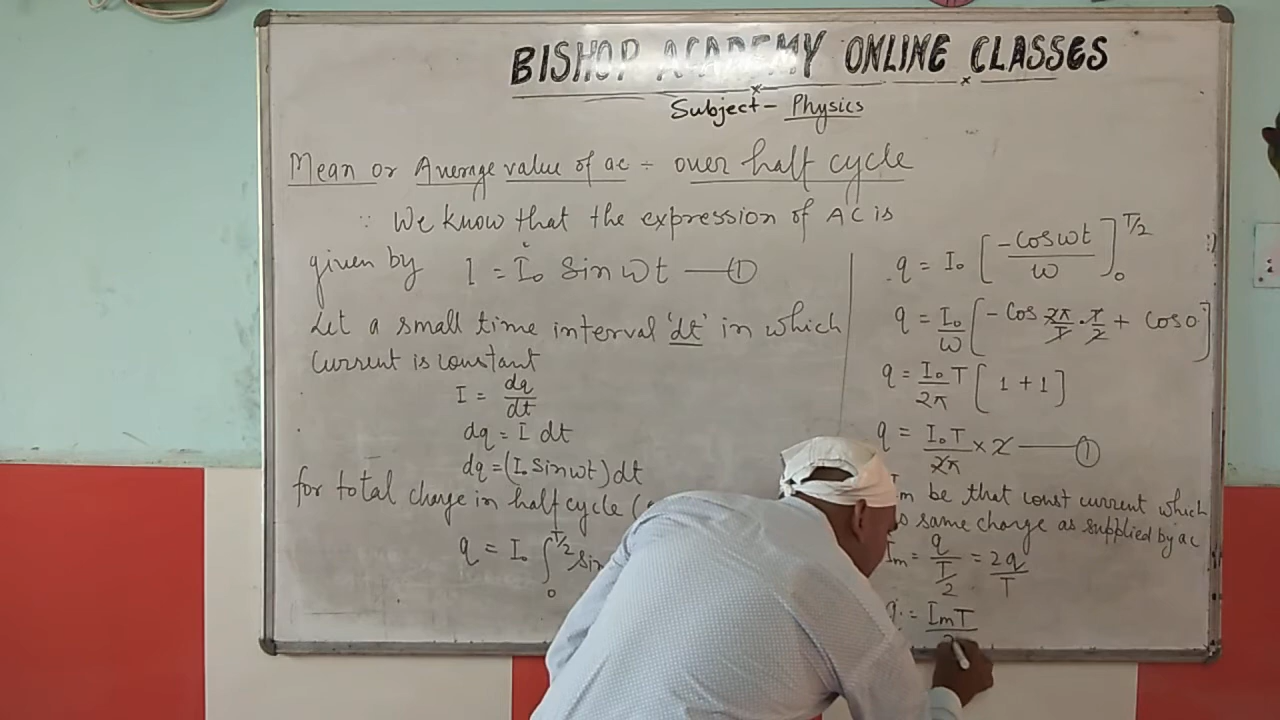 BISHOP ACADEMY ONLINE CLASSES
Subject - Physics
Mean or Average value of ac ÷ over half cycle
∵ We know that the expression of AC is
given by I = I₀ Sin ωt — ①
Let a small time interval 'dt' in which
current is constant
I = dq/dt
dq = I dt
dq = (I₀ Sin ωt) dt
for total charge in half cycle (
q = I₀ ∫₀^T/2 Sin
q = I₀ [-cos ωt/ω]₀^T/2
q = I₀/ω [-cos 2π/T · T/2 + cos 0]
q = I₀ T/2π [1 + 1]
q = I₀ T/2π × 2 — ①
m be that const current which
same charge as supplied by ac
Im = q/(T/2) = 2q/T
q = ImT/2